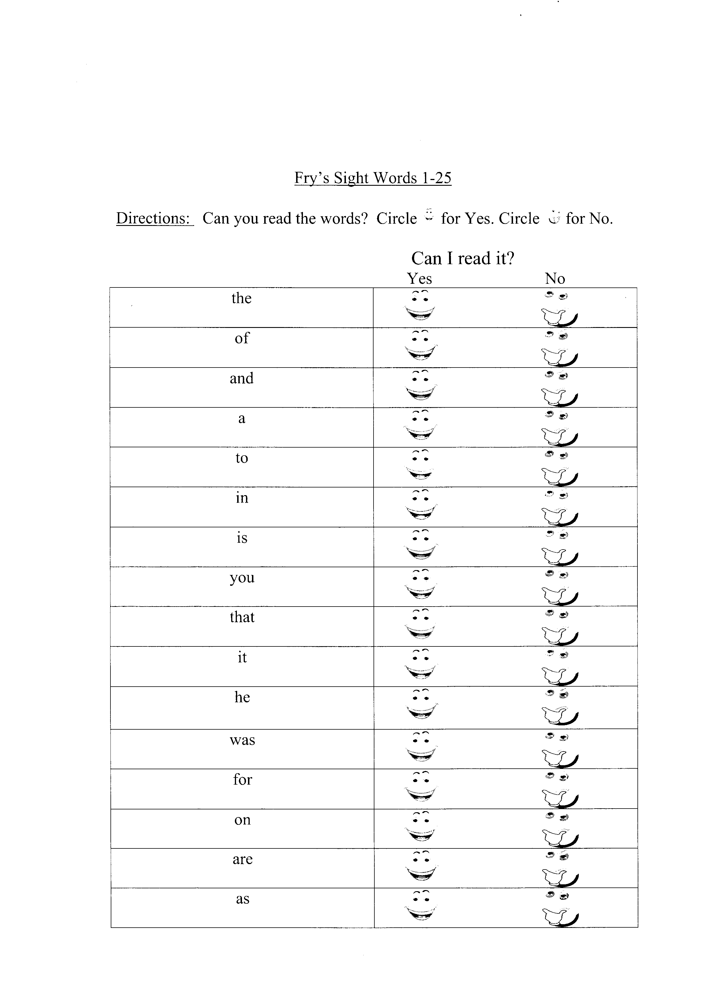 Fry's Sight Words 1-25
Directions: Can you read the words? Circle for Yes. Circle for No.
Can I read it?
Yes No
the
of
and
a
to
in
is
you
that
it
he
was
for
on
are
as